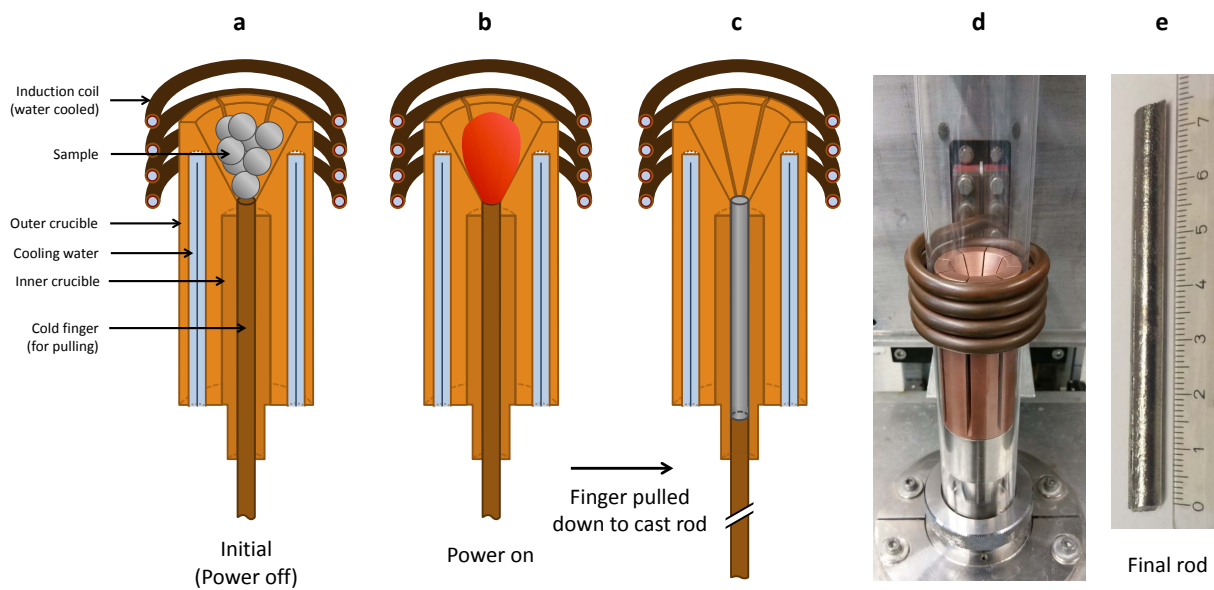 a
b
c
d
e
Induction coil
(water cooled)
Sample
Outer crucible
Cooling water
Inner crucible
Cold finger
(for pulling)
Initial
(Power off)
Power on
Finger pulled
down to cast rod
7
6
5
4
3
2
1
0
Final rod